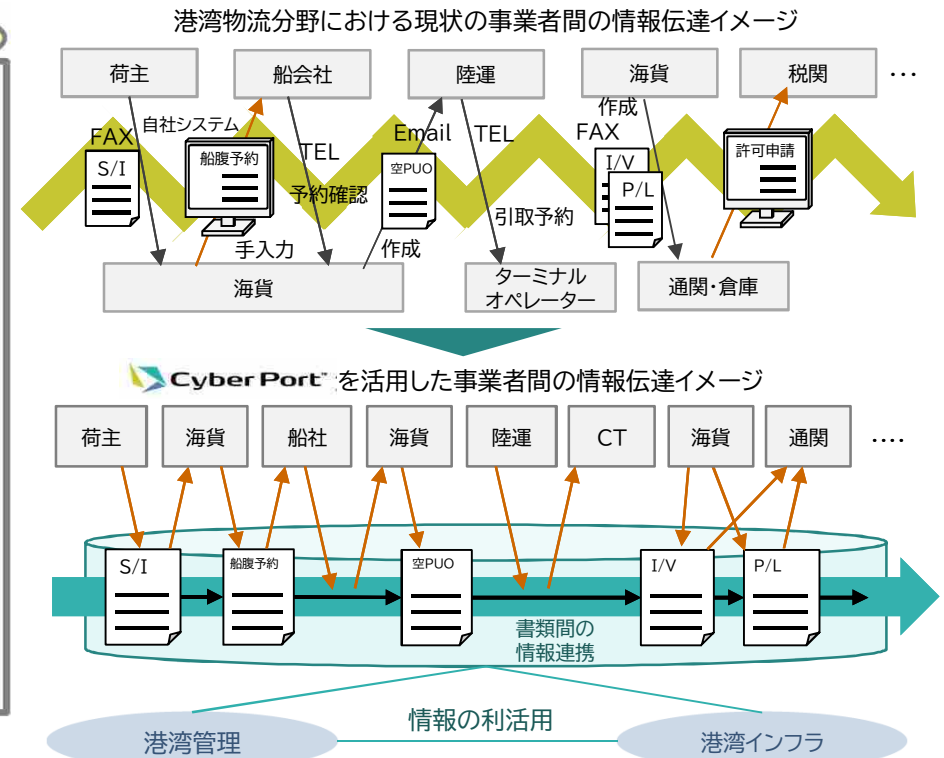 港湾物流分野における現状の事業者間の情報伝達イメージ
荷主
船会社
陸運
海貨
税関
…
FAX
自社システム
TEL
Email
TEL
FAX
作成
S/I
船腹予約
空PUO
I/V
P/L
許可申請
予約確認
引取予約
手入力
作成
海貨
ターミナル
オペレーター
通関・倉庫
Cyber Port を活用した事業者間の情報伝達イメージ
荷主
海貨
船社
海貨
陸運
CT
海貨
通関
....
S/I
船腹予約
空PUO
I/V
P/L
書類間の
情報連携
情報の利活用
港湾管理
港湾インフラ